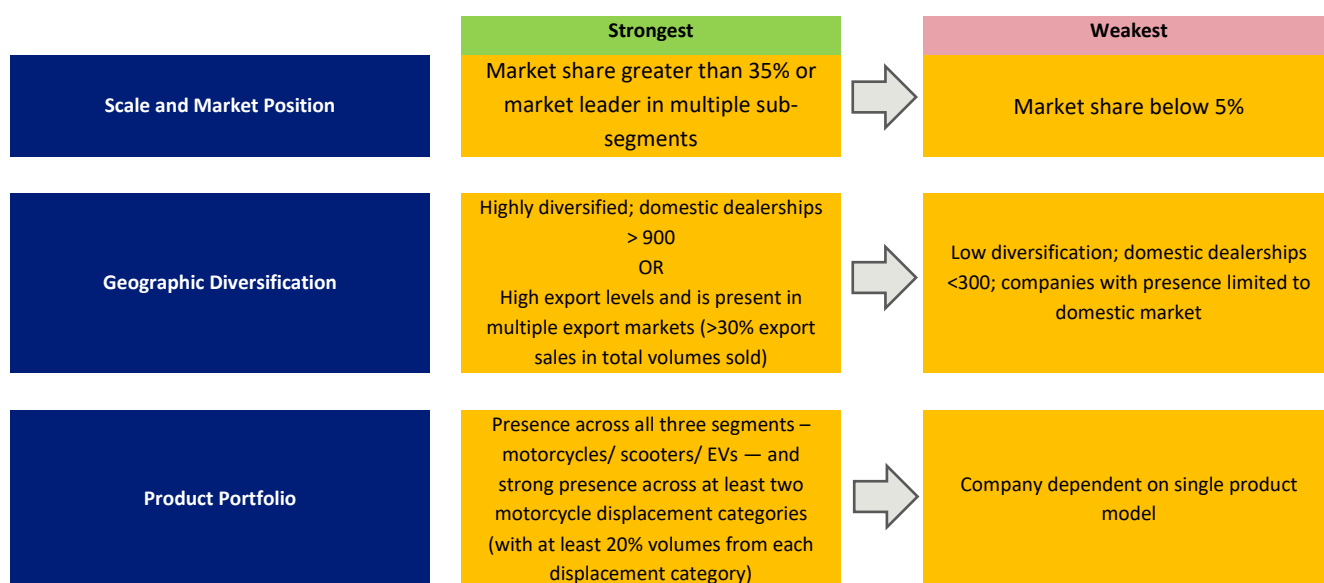 Strongest
Weakest
Scale and Market Position
Market share greater than 35% or
market leader in multiple sub-
segments
Market share below 5%
Geographic Diversification
Highly diversified; domestic dealerships
> 900
OR
High export levels and is present in
multiple export markets (>30% export
sales in total volumes sold)
Low diversification; domestic dealerships
<300; companies with presence limited to
domestic market
Product Portfolio
Presence across all three segments –
motorcycles/ scooters/ EVs — and
strong presence across at least two
motorcycle displacement categories
(with at least 20% volumes from each
displacement category)
Company dependent on single product
model